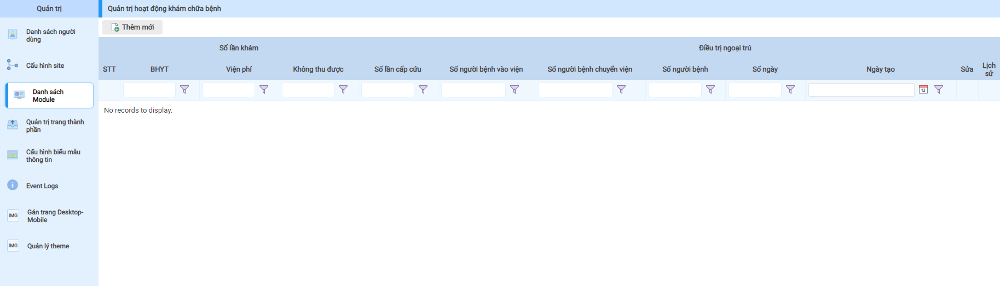 Quản trị
Danh sách người
dùng
Cấu hình site
Danh sách
Module
Quản trị trang thành
phần
Cấu hình biểu mẫu
thông tin
Event Logs
IMG
Gán trang Desktop-
Mobile
IMG
Quản lý theme
Quản trị hoạt động khám chữa bệnh
Thêm mới
Số lần khám
Điều trị ngoại trú
STT
BHYT
Viện phí
Không thu được
Số lần cấp cứu
Số người bệnh vào viện
Số người bệnh chuyển viện
Số người bệnh
Số ngày
Ngày tạo
Sửa
Lịch
sử
12
No records to display.